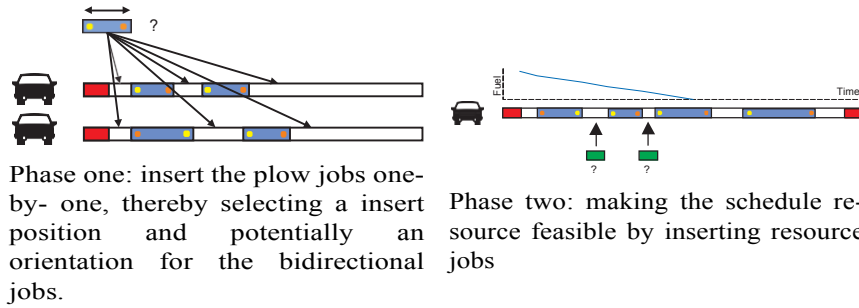 ?
Fuel
Time
?
?
Phase one: insert the plow jobs one-
by- one, thereby selecting a insert
position and potentially an
orientation for the bidirectional
jobs.
Phase two: making the schedule re-
source feasible by inserting resource
jobs